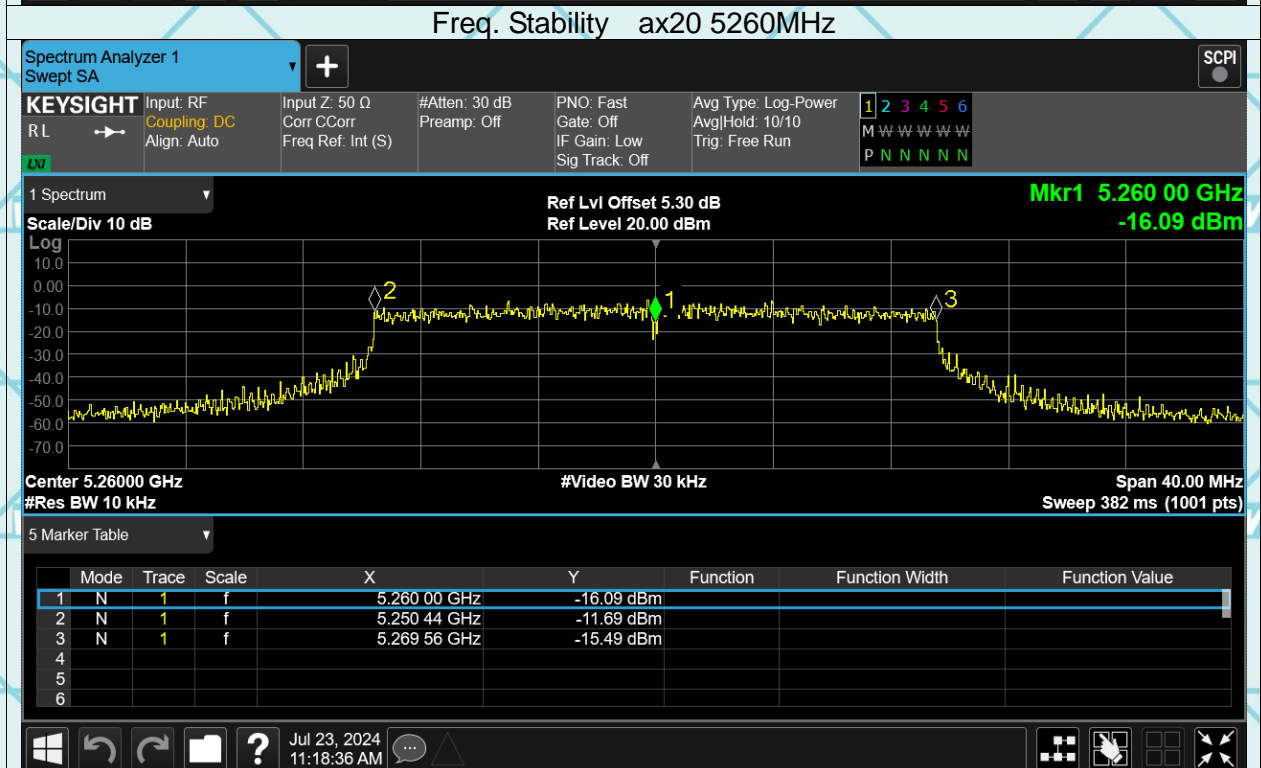 Freq. Stability ax20 5260MHz
Spectrum Analyzer 1
Swept SA
+
SCPI
KEYSIGHT
R L
LXI
Input: RF
Coupling: DC
Align: Auto
Input Z: 50 Ω
Corr CCorr
Freq Ref: Int (S)
#Atten: 30 dB
Preamp: Off
PNO: Fast
Gate: Off
IF Gain: Low
Sig Track: Off
Avg Type: Log-Power
Avg|Hold: 10/10
Trig: Free Run
1 2 3 4 5 6
M W W W W W
P N N N N N
1 Spectrum
Scale/Div 10 dB
Ref Lvl Offset 5.30 dB
Ref Level 20.00 dBm
Mkr1 5.260 00 GHz
-16.09 dBm
Log
10.0
0.00
-10.0
-20.0
-30.0
-40.0
-50.0
-60.0
-70.0
2
1
3
Center 5.26000 GHz
#Video BW 30 kHz
Span 40.00 MHz
#Res BW 10 kHz
Sweep 382 ms (1001 pts)
5 Marker Table
Mode Trace Scale X Y Function Function Width Function Value
1 N 1 f 5.260 00 GHz -16.09 dBm
2 N 1 f 5.250 44 GHz -11.69 dBm
3 N 1 f 5.269 56 GHz -15.49 dBm
4
5
6
?
Jul 23, 2024
11:18:36 AM